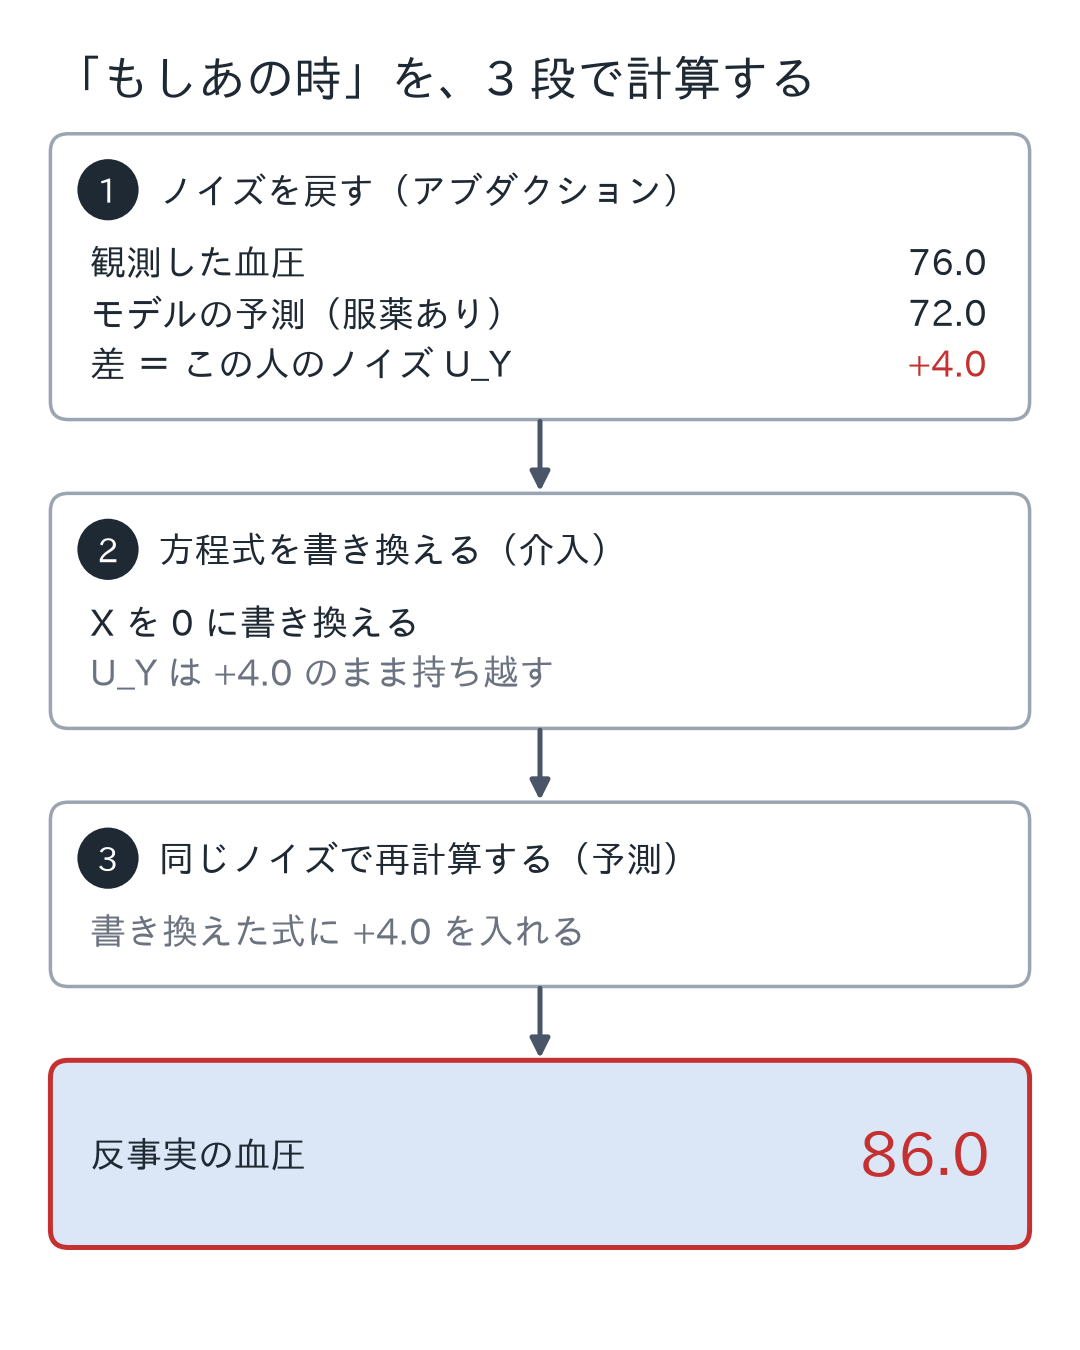 「もしあの時」を、3 段で計算する
1 ノイズを戻す（アブダクション）
観測した血圧 76.0
モデルの予測（服薬あり） 72.0
差 = この人のノイズ U_Y +4.0
2 方程式を書き換える（介入）
X を 0 に書き換える
U_Y は +4.0 のまま持ち越す
3 同じノイズで再計算する（予測）
書き換えた式に +4.0 を入れる
反事実の血圧 86.0